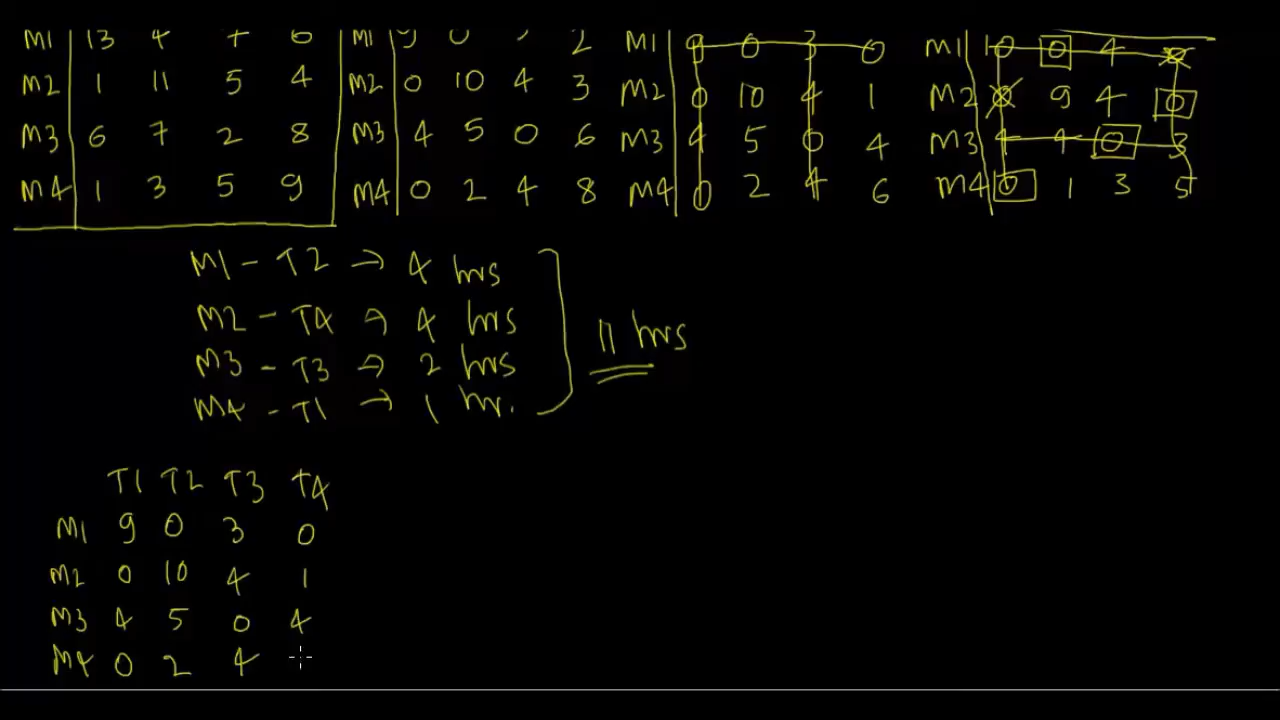 M1 13 4 7 6 M1 9 0 3 2 M1 9 0 3 0 M1 10 0 4 0
M2 1 11 5 4 M2 0 10 4 3 M2 0 10 4 1 M2 0 9 4 0
M3 6 7 2 8 M3 4 5 0 6 M3 4 5 0 4 M3 4 4 0 3
M4 1 3 5 9 M4 0 2 4 8 M4 0 2 4 6 M4 0 1 3 5
M1 - T2 → 4 hrs
M2 - T4 → 4 hrs
11 hrs
M3 - T3 → 2 hrs
M4 - T1 → 1 hr.
T1 T2 T3 T4
M1 9 0 3 0
M2 0 10 4 1
M3 4 5 0 4
M4 0 2 4